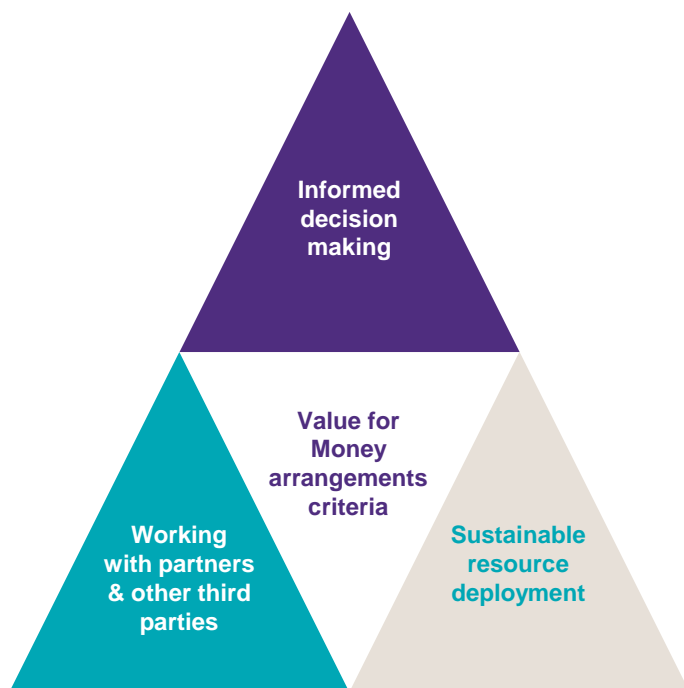 Informed
decision
making
Value for
Money
arrangements
criteria
Working
with partners
& other third
parties
Sustainable
resource
deployment